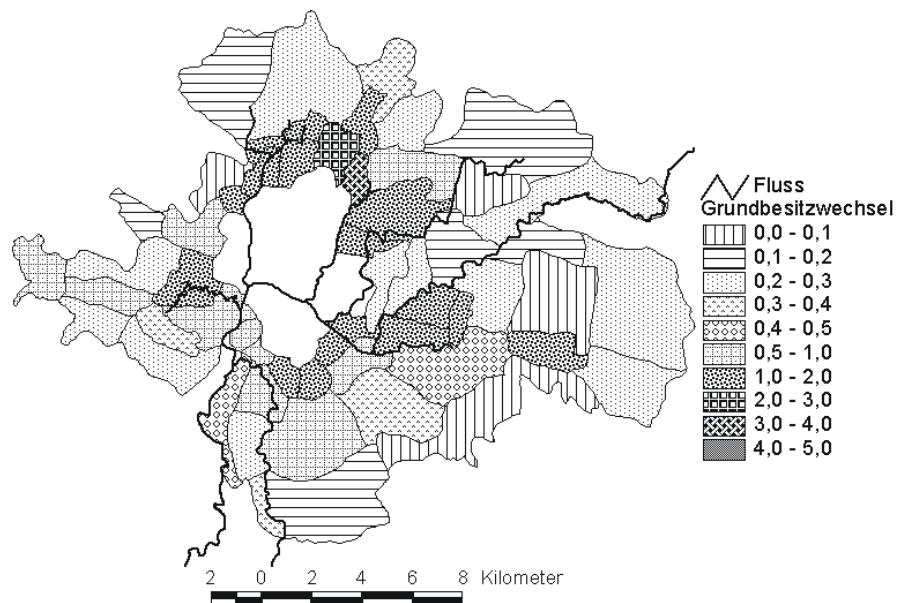 Fluss
Grundbesitzwechsel
0,0 - 0,1
0,1 - 0,2
0,2 - 0,3
0,3 - 0,4
0,4 - 0,5
0,5 - 1,0
1,0 - 2,0
2,0 - 3,0
3,0 - 4,0
4,0 - 5,0
2 0 2 4 6 8 Kilometer